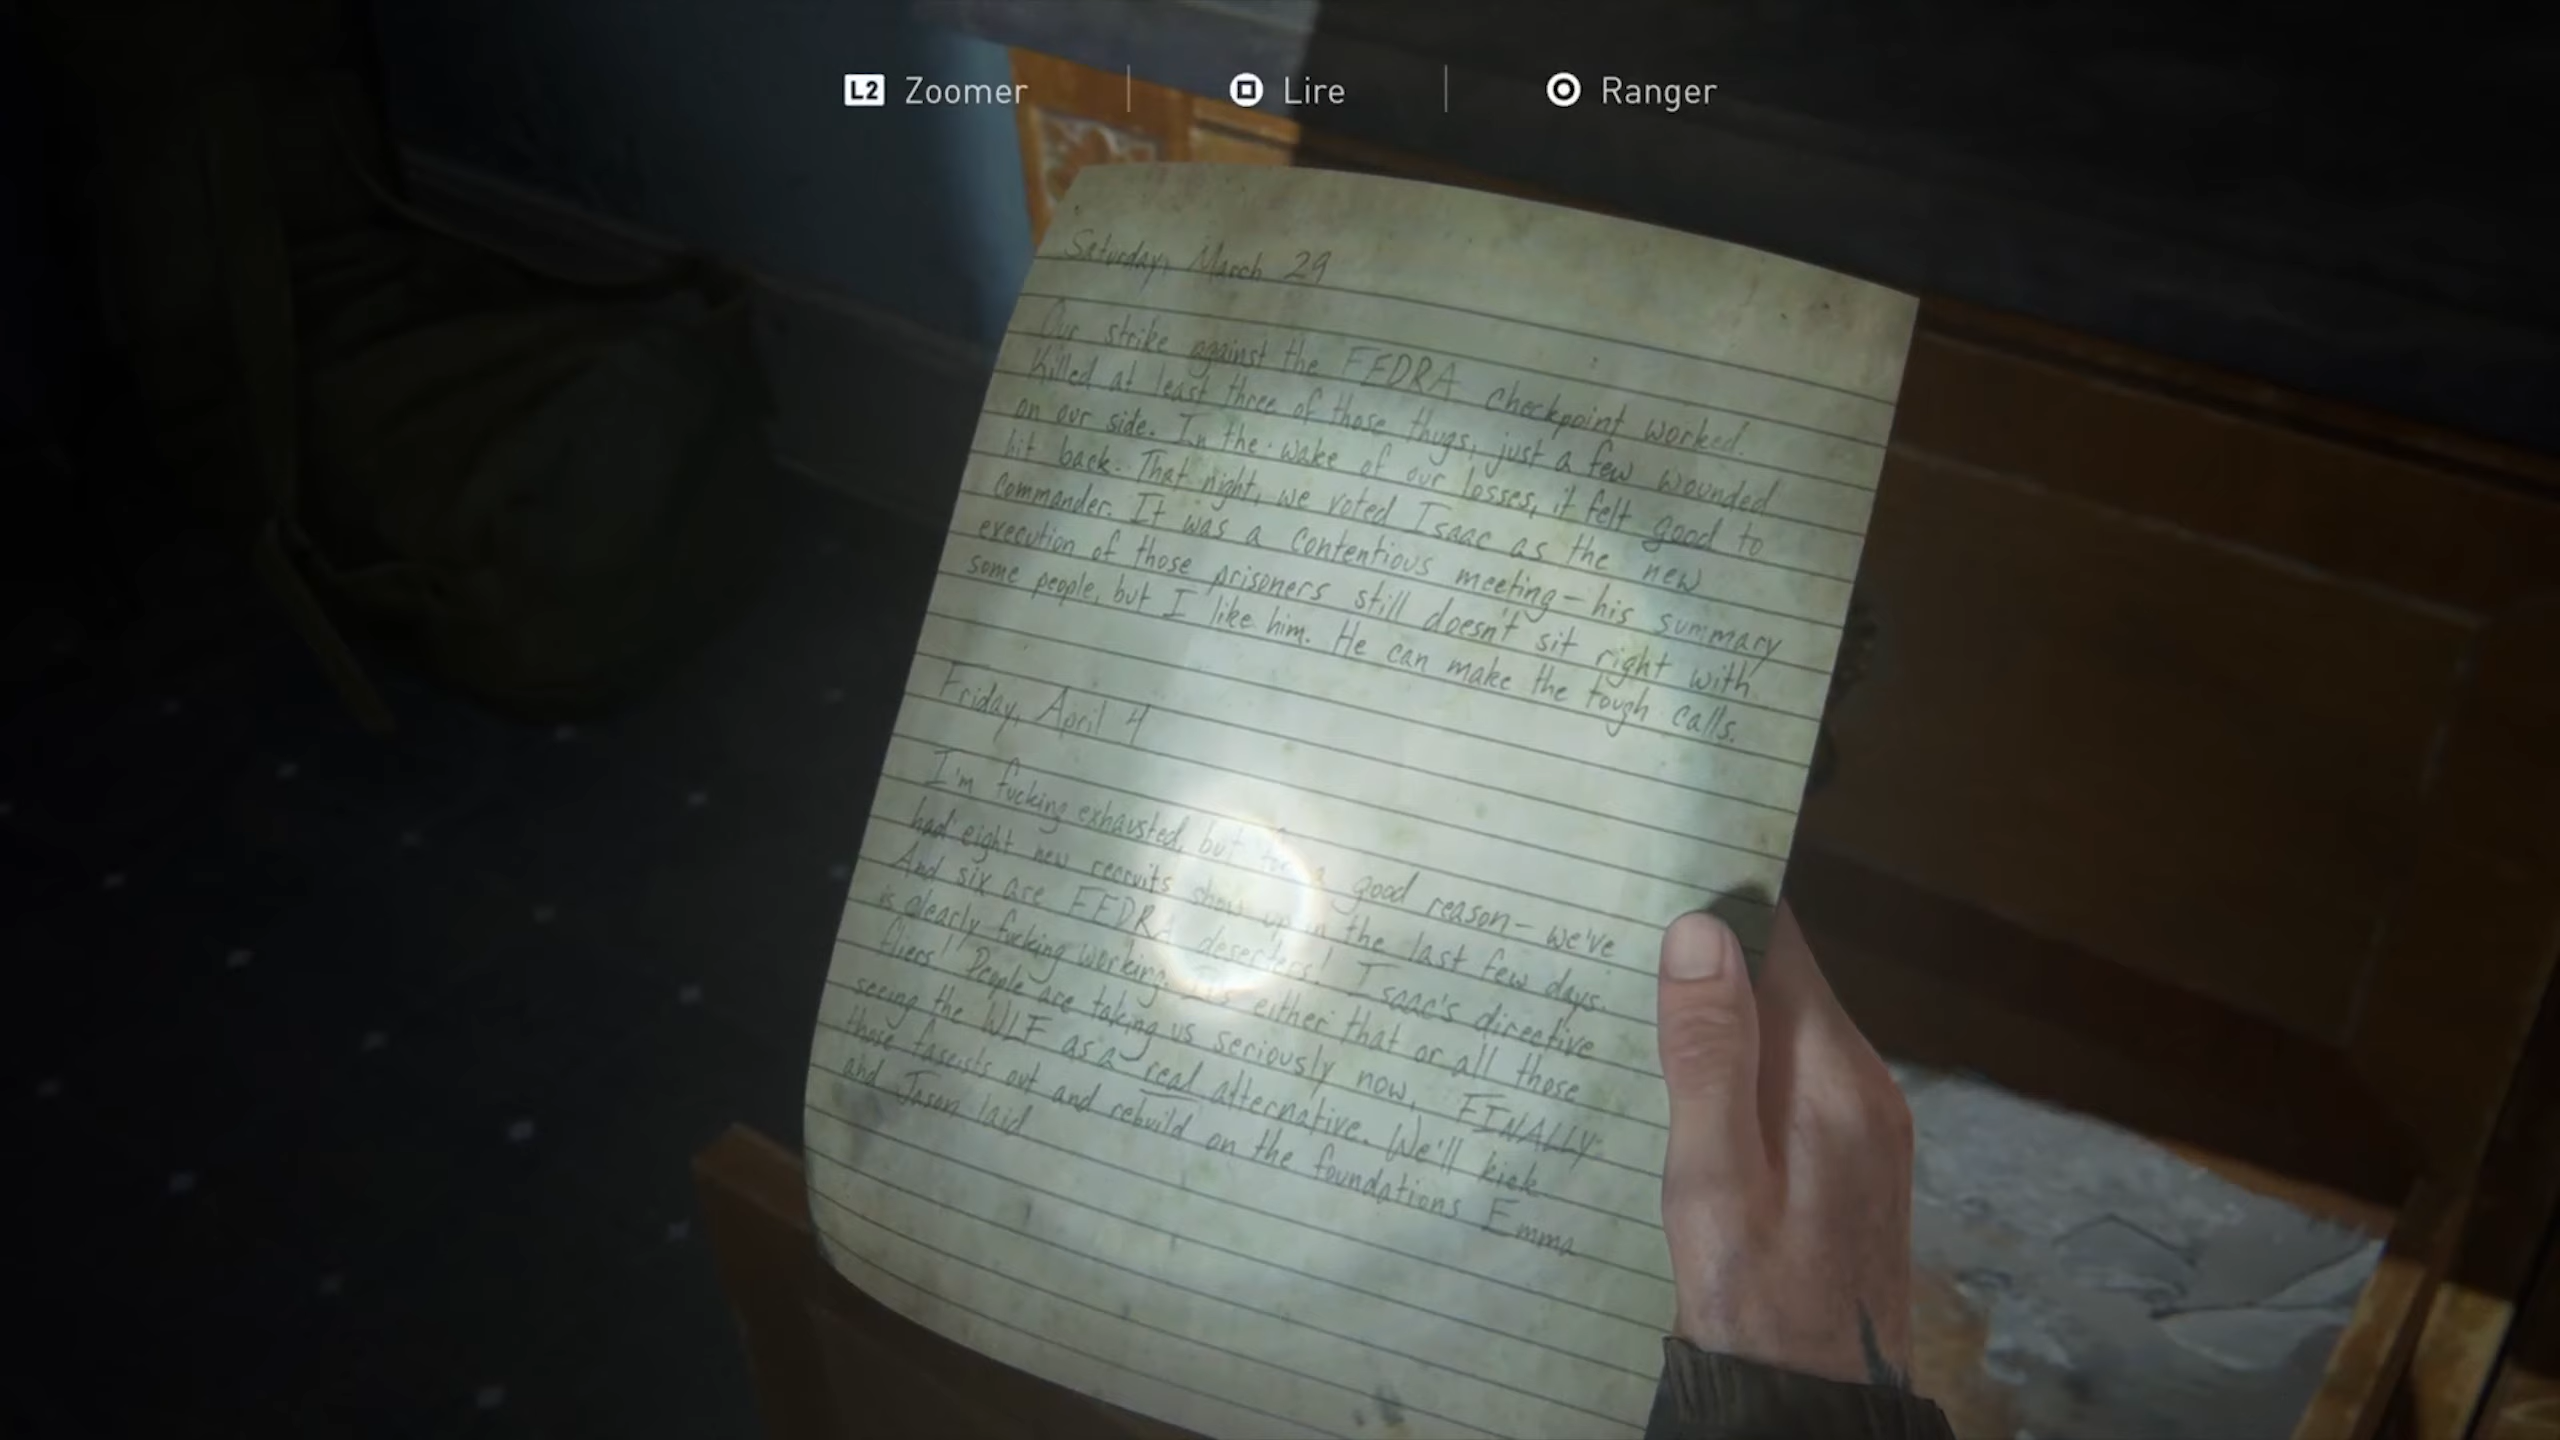 L2 Zoomer Lire Ranger
Saturday, March 29
Our strike against the FEDRA checkpoint worked.
Killed at least three of those thugs, just a few wounded
on our side. In the wake of our losses, it felt good to
hit back. That night, we voted Isaac as the new
commander. It was a contentious meeting – his summary
execution of those prisoners still doesn't sit right with
some people, but I like him. He can make the tough calls.
Friday, April 4
I'm fucking exhausted, but for a good reason – we've
had eight new recruits show up in the last few days.
And six are FEDRA deserters! Isaac's directive
is clearly fucking working. It's either that or all those
fliers! People are taking us seriously now, FINALLY
seeing the WLF as a real alternative. We'll kick
those fascists out and rebuild on the foundations Emma
and Jason laid